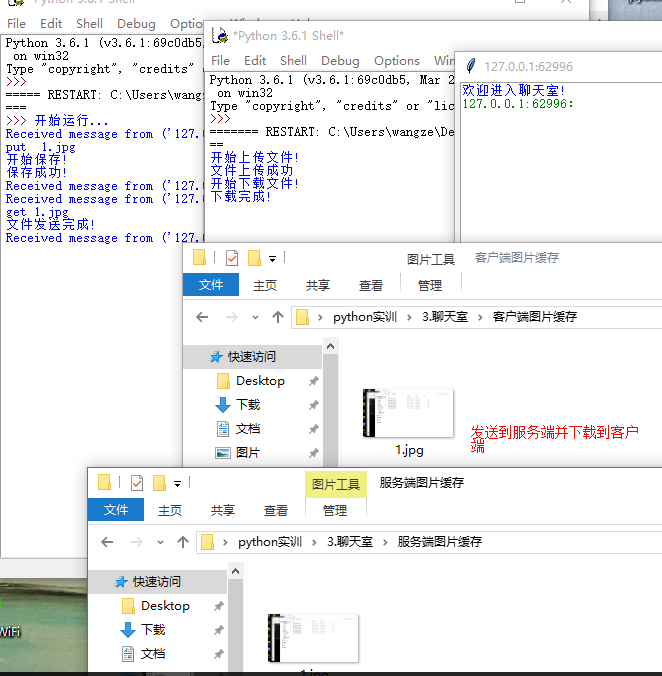 Python 3.6.1 Shell
File Edit Shell Debug
Python 3.6.1 (v3.6.1:69c0db5,
on win32
Type "copyright", "credits"
>>>
===== RESTART: C:\Users\wangz
===
>>> 开始运行...
Received message from ('127.
put 1.jpg
开始保存!
保存成功!
Received message from ('127.
Received message from ('127.
get 1.jpg
文件发送完成!
Received message from ('127.
*Python 3.6.1 Shell*
File Edit Shell Debug Options
Python 3.6.1 (v3.6.1:69c0db5, Mar 2
on win32
Type "copyright", "credits" or "lic
>>>
======= RESTART: C:\Users\wangze\De
==
开始上传文件!
文件上传成功
开始下载文件!
下载完成!
127.0.0.1:62996
欢迎进入聊天室!
127.0.0.1:62996:
图片工具 客户端图片缓存
文件 主页 共享 查看 管理
python实训 3.聊天室 客户端图片缓存
快速访问
Desktop
下载
文档
图片
1.jpg
发送到服务端并下载到客户
端
图片工具 服务端图片缓存
文件 主页 共享 查看 管理
python实训 3.聊天室 服务端图片缓存
快速访问
Desktop
下载
文档
1.jpg
WiFi